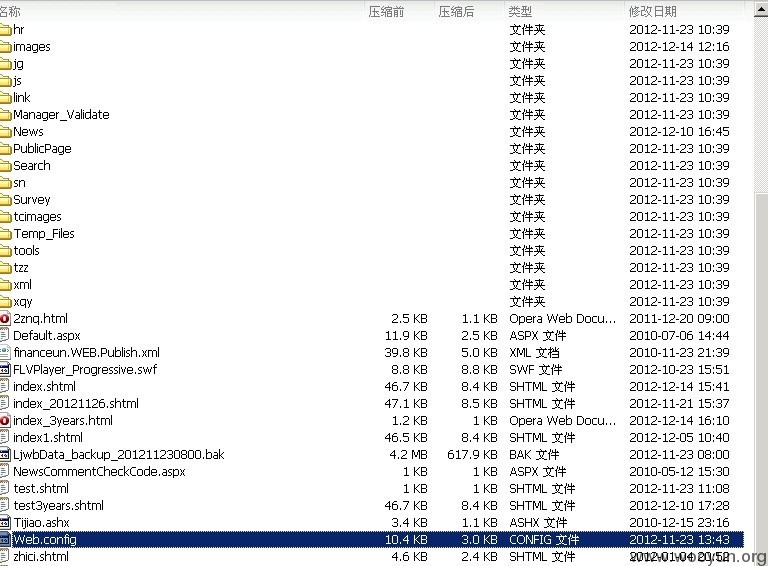 名称 压缩前 压缩后 类型 修改日期
hr 文件夹 2012-11-23 10:39
images 文件夹 2012-12-14 12:16
jg 文件夹 2012-11-23 10:39
js 文件夹 2012-11-23 10:39
link 文件夹 2012-11-23 10:39
Manager_Validate 文件夹 2012-11-23 10:39
News 文件夹 2012-12-10 16:45
PublicPage 文件夹 2012-11-23 10:39
Search 文件夹 2012-11-23 10:39
sn 文件夹 2012-11-23 10:39
Survey 文件夹 2012-11-23 10:39
tcimages 文件夹 2012-11-23 10:39
Temp_Files 文件夹 2012-11-23 10:39
tools 文件夹 2012-11-23 10:39
tzz 文件夹 2012-11-23 10:39
xml 文件夹 2012-11-23 10:39
xqy 文件夹 2012-11-23 10:39
2znq.html 2.5 KB 1.1 KB Opera Web Docu... 2011-12-20 09:00
Default.aspx 11.9 KB 2.5 KB ASPX 文件 2010-07-06 14:44
financeun.WEB.Publish.xml 39.8 KB 5.0 KB XML 文档 2010-11-23 21:39
FLVPlayer_Progressive.swf 8.8 KB 8.8 KB SWF 文件 2012-10-23 15:51
index.shtml 46.7 KB 8.4 KB SHTML 文件 2012-12-14 15:41
index_20121126.shtml 47.1 KB 8.5 KB SHTML 文件 2012-11-21 15:37
index_3years.html 1.2 KB 1 KB Opera Web Docu... 2012-12-14 16:10
index1.shtml 46.5 KB 8.4 KB SHTML 文件 2012-12-05 10:40
LjwbData_backup_201211230800.bak 4.2 MB 617.9 KB BAK 文件 2012-11-23 08:00
NewsCommentCheckCode.aspx 1 KB 1 KB ASPX 文件 2010-05-12 15:30
test.shtml 1 KB 1 KB SHTML 文件 2012-11-23 11:08
test3years.shtml 46.7 KB 8.4 KB SHTML 文件 2012-12-10 17:28
Tijiao.ashx 3.4 KB 1.1 KB ASHX 文件 2010-12-15 23:16
Web.config 10.4 KB 3.0 KB CONFIG 文件 2012-11-23 13:43
zhici.shtml 4.6 KB 2.4 KB SHTML 文件 2012-01-04 20:52
www.wooyun.org